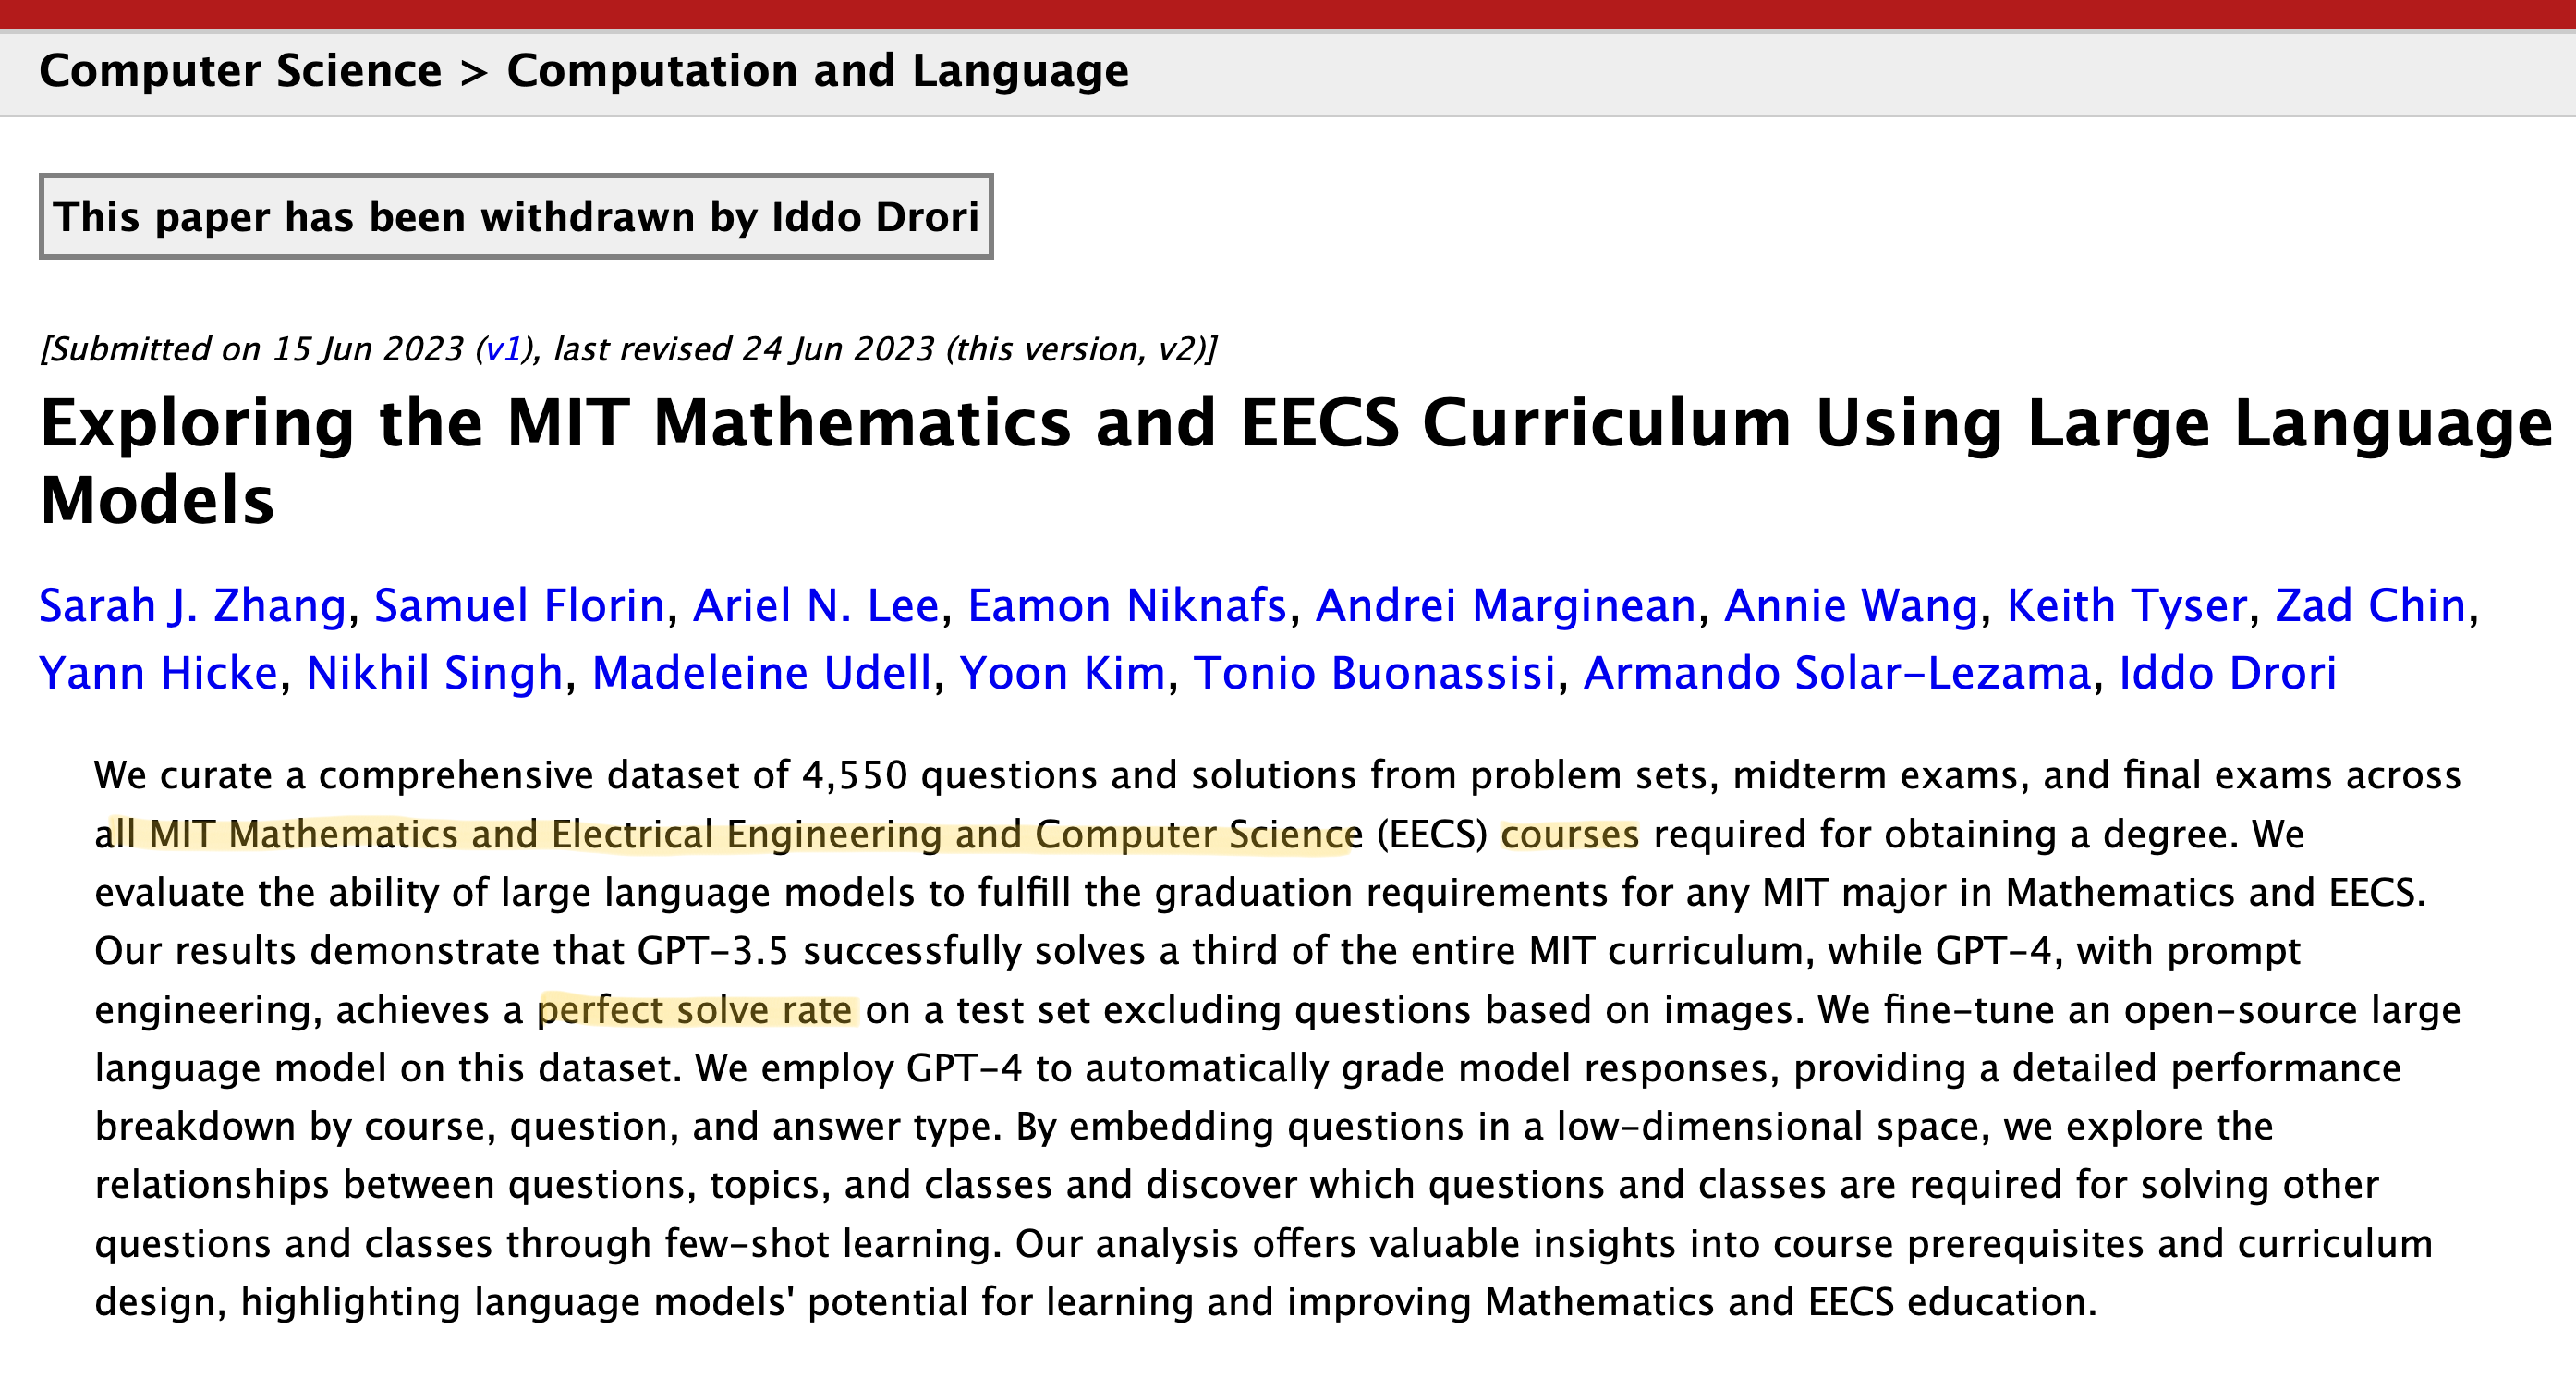 Computer Science > Computation and Language
This paper has been withdrawn by Iddo Drori
[Submitted on 15 Jun 2023 (v1), last revised 24 Jun 2023 (this version, v2)]
Exploring the MIT Mathematics and EECS Curriculum Using Large Language
Models
Sarah J. Zhang, Samuel Florin, Ariel N. Lee, Eamon Niknafs, Andrei Marginean, Annie Wang, Keith Tyser, Zad Chin,
Yann Hicke, Nikhil Singh, Madeleine Udell, Yoon Kim, Tonio Buonassisi, Armando Solar-Lezama, Iddo Drori
We curate a comprehensive dataset of 4,550 questions and solutions from problem sets, midterm exams, and final exams across
all MIT Mathematics and Electrical Engineering and Computer Science (EECS) courses required for obtaining a degree. We
evaluate the ability of large language models to fulfill the graduation requirements for any MIT major in Mathematics and EECS.
Our results demonstrate that GPT-3.5 successfully solves a third of the entire MIT curriculum, while GPT-4, with prompt
engineering, achieves a perfect solve rate on a test set excluding questions based on images. We fine-tune an open-source large
language model on this dataset. We employ GPT-4 to automatically grade model responses, providing a detailed performance
breakdown by course, question, and answer type. By embedding questions in a low-dimensional space, we explore the
relationships between questions, topics, and classes and discover which questions and classes are required for solving other
questions and classes through few-shot learning. Our analysis offers valuable insights into course prerequisites and curriculum
design, highlighting language models' potential for learning and improving Mathematics and EECS education.